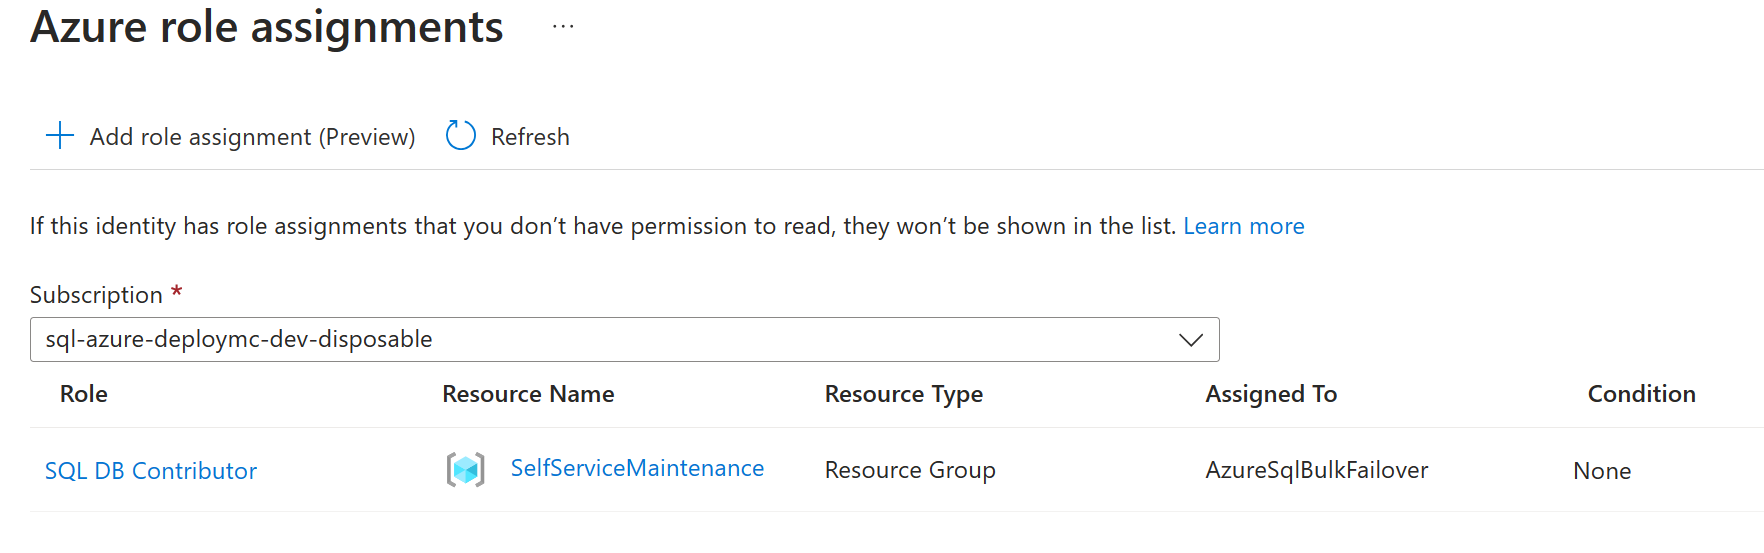 Azure role assignments ...
Add role assignment (Preview) Refresh
If this identity has role assignments that you don’t have permission to read, they won’t be shown in the list. Learn more
Subscription *
sql-azure-deploymc-dev-disposable
Role Resource Name Resource Type Assigned To Condition
SQL DB Contributor SelfServiceMaintenance Resource Group AzureSqlBulkFailover None